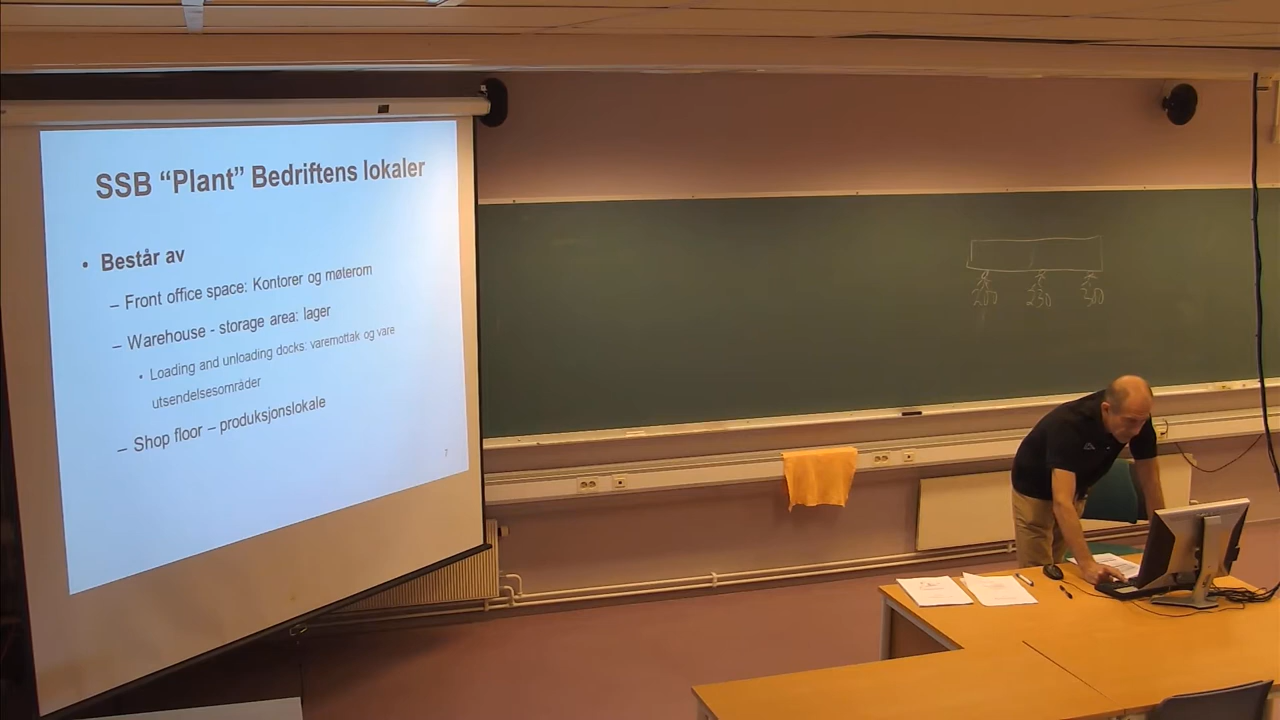 SSB “Plant” Bedriftens lokaler
• Består av
– Front office space: Kontorer og møterom
– Warehouse - storage area: lager
• Loading and unloading docks: varemottak og vare
utsendelsesområder
– Shop floor – produksjonslokale
7
200 230 300